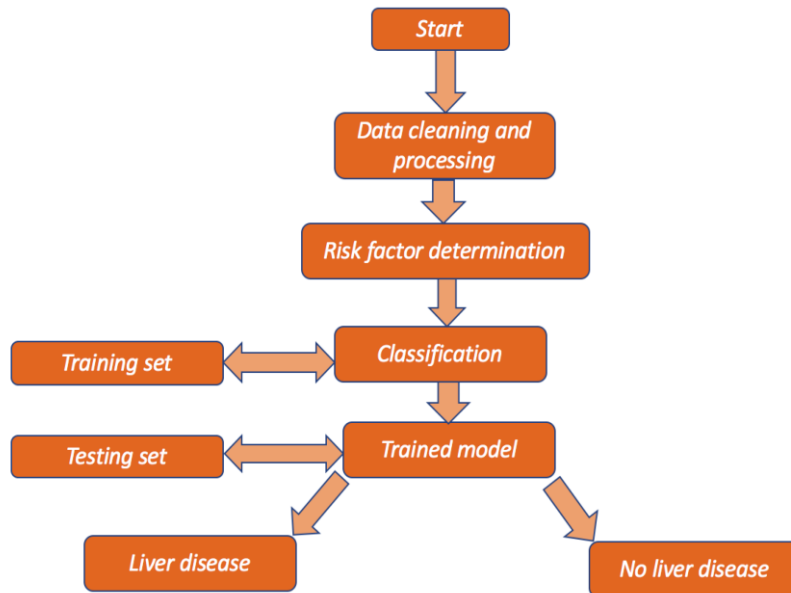 Start
Data cleaning and
processing
Risk factor determination
Classification
Training set
Trained model
Testing set
Liver disease
No liver disease